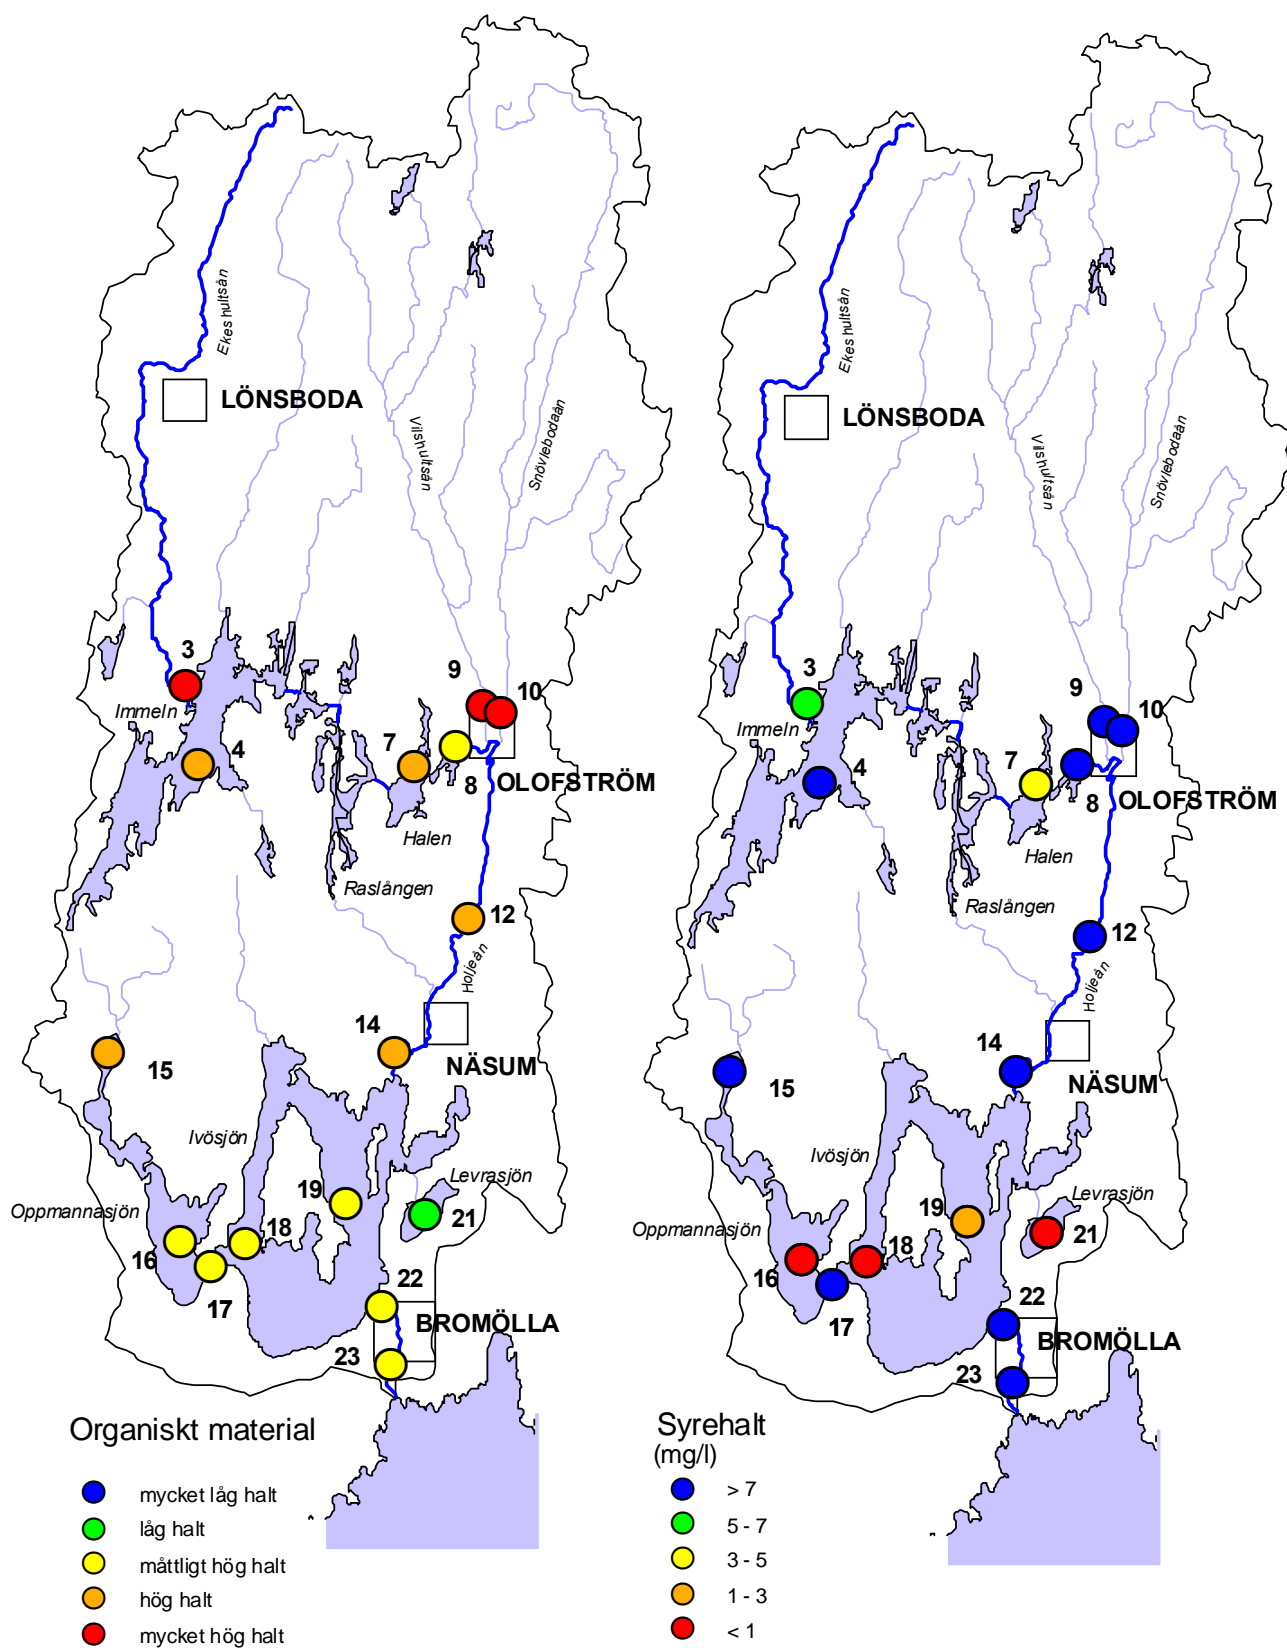 Ekeshultsån
LÖNSBODA
Vilshultsån
Snövlebodaån
3
9
10
Immeln
4
7
8
OLOFSTRÖM
Halen
Raslången
12
Holjeån
14
15
NÄSUM
Ivösjön
Levrasjön
19
Oppmannasjön
21
18
16
17
22
BROMÖLLA
23
Organiskt material
mycket låg halt
låg halt
måttligt hög halt
hög halt
mycket hög halt
Ekeshultsån
LÖNSBODA
Vilshultsån
Snövlebodaån
3
9
10
Immeln
4
7
8
OLOFSTRÖM
Halen
Raslången
12
Holjeån
14
15
NÄSUM
Ivösjön
Levrasjön
19
Oppmannasjön
21
18
16
17
22
BROMÖLLA
23
Syrehalt
(mg/l)
> 7
5 - 7
3 - 5
1 - 3
< 1